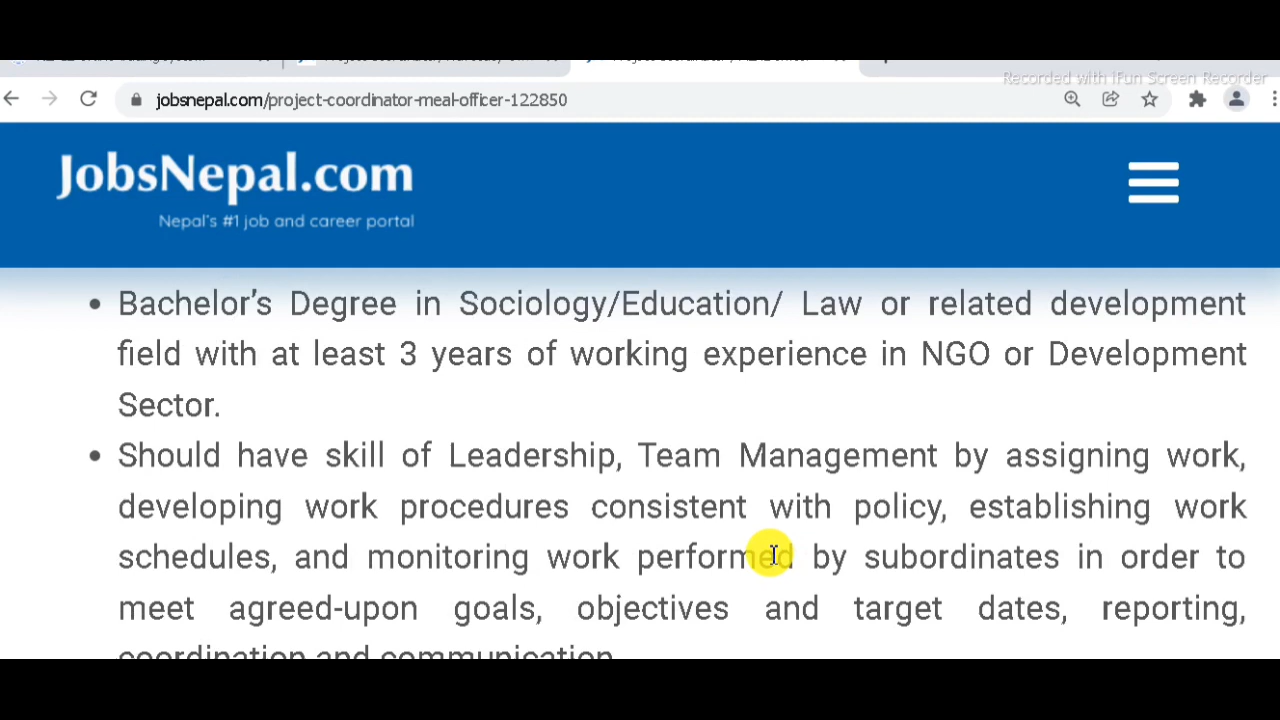 Recorded with iFun Screen Recorder
jobsnepal.com/project-coordinator-meal-officer-122850
JobsNepal.com
Nepal's #1 job and career portal
• Bachelor’s Degree in Sociology/Education/ Law or related development
field with at least 3 years of working experience in NGO or Development
Sector.
• Should have skill of Leadership, Team Management by assigning work,
developing work procedures consistent with policy, establishing work
schedules, and monitoring work performed by subordinates in order to
meet agreed-upon goals, objectives and target dates, reporting,
coordination and communication